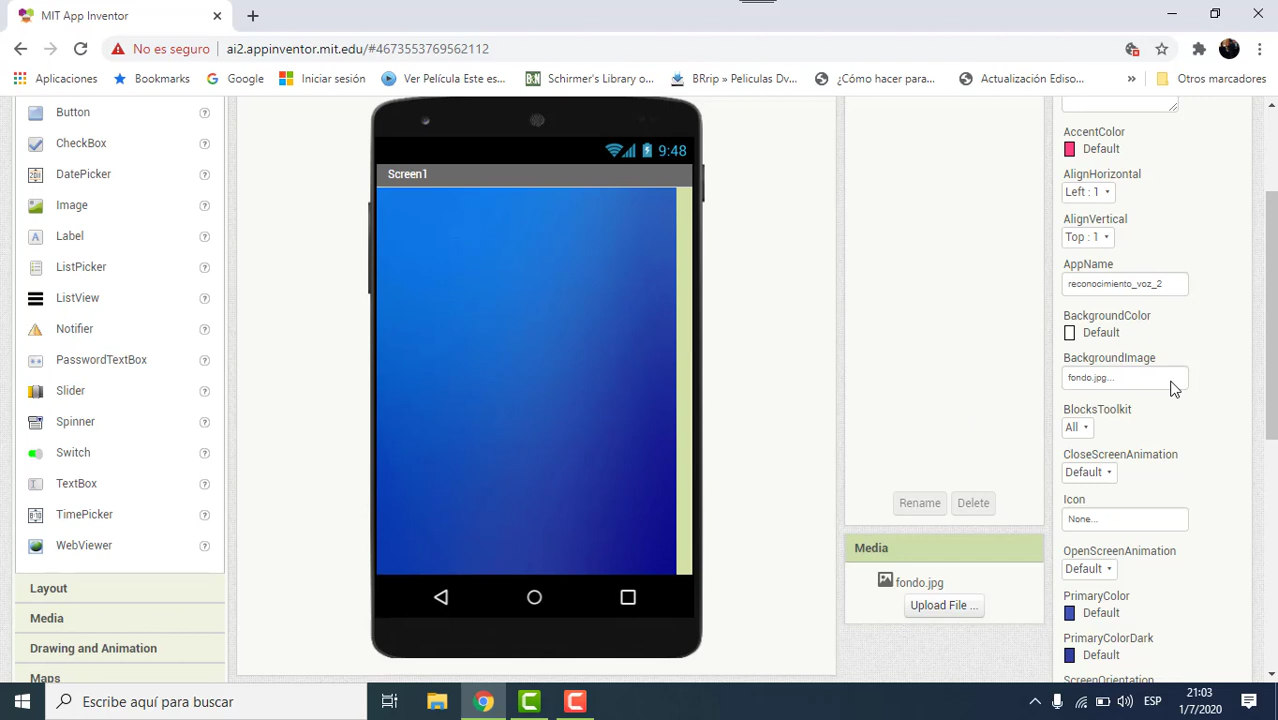 MIT App Inventor
No es seguro
ai2.appinventor.mit.edu/#4673553769562112
Aplicaciones
Bookmarks
Google
Iniciar sesión
Ver Película Este es...
Schirmer's Library o...
BRrip » Peliculas Dv...
¿Cómo hacer para...
Actualización Ediso...
»
Otros marcadores
Button
CheckBox
DatePicker
Image
Label
ListPicker
ListView
Notifier
PasswordTextBox
Slider
Spinner
Switch
TextBox
TimePicker
WebViewer
Layout
Media
Drawing and Animation
Maps
9:48
Screen1
Rename
Delete
Media
fondo.jpg
Upload File ...
AccentColor
Default
AlignHorizontal
Left : 1
AlignVertical
Top : 1
AppName
reconocimiento_voz_2
BackgroundColor
Default
BackgroundImage
fondo.jpg...
BlocksToolkit
All
CloseScreenAnimation
Default
Icon
None...
OpenScreenAnimation
Default
PrimaryColor
Default
PrimaryColorDark
Default
ScreenOrientation
Escribe aquí para buscar
ESP
21:03
1/7/2020